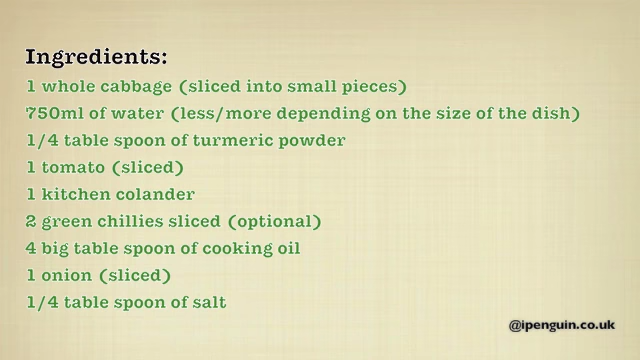 Ingredients:
1 whole cabbage (sliced into small pieces)
750ml of water (less/more depending on the size of the dish)
1/4 table spoon of turmeric powder
1 tomato (sliced)
1 kitchen colander
2 green chillies sliced (optional)
4 big table spoon of cooking oil
1 onion (sliced)
1/4 table spoon of salt
@ipenguin.co.uk